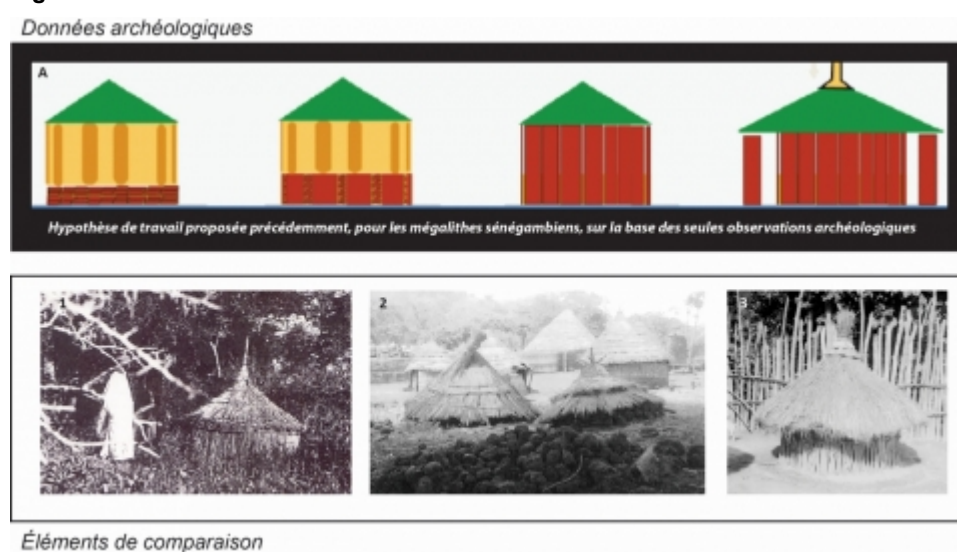 Données archéologiques
A
Hypothèse de travail proposée précédemment, pour les mégalithes sénégambiens, sur la base des seules observations archéologiques
1
2
3
Éléments de comparaison